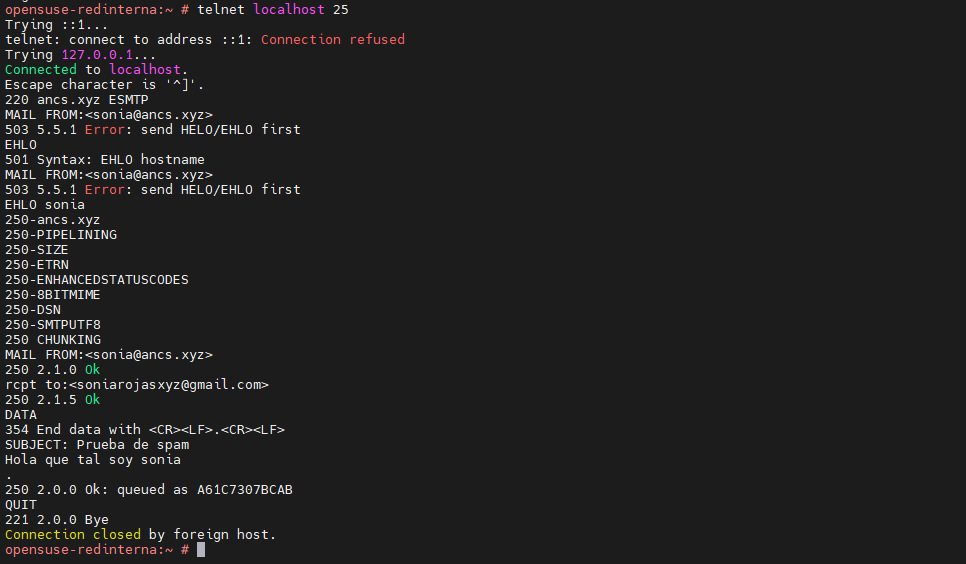 opensuse-redinterna:~ # telnet localhost 25
Trying ::1...
telnet: connect to address ::1: Connection refused
Trying 127.0.0.1...
Connected to localhost.
Escape character is '^]'.
220 ancs.xyz ESMTP
MAIL FROM:<sonia@ancs.xyz>
503 5.5.1 Error: send HELO/EHLO first
EHLO
501 Syntax: EHLO hostname
MAIL FROM:<sonia@ancs.xyz>
503 5.5.1 Error: send HELO/EHLO first
EHLO sonia
250-ancs.xyz
250-PIPELINING
250-SIZE
250-ETRN
250-ENHANCEDSTATUSCODES
250-8BITMIME
250-DSN
250-SMTPUTF8
250 CHUNKING
MAIL FROM:<sonia@ancs.xyz>
250 2.1.0 Ok
rcpt to:<soniarojasxyz@gmail.com>
250 2.1.5 Ok
DATA
354 End data with <CR><LF>.<CR><LF>
SUBJECT: Prueba de spam
Hola que tal soy sonia
.
250 2.0.0 Ok: queued as A61C7307BCAB
QUIT
221 2.0.0 Bye
Connection closed by foreign host.
opensuse-redinterna:~ #